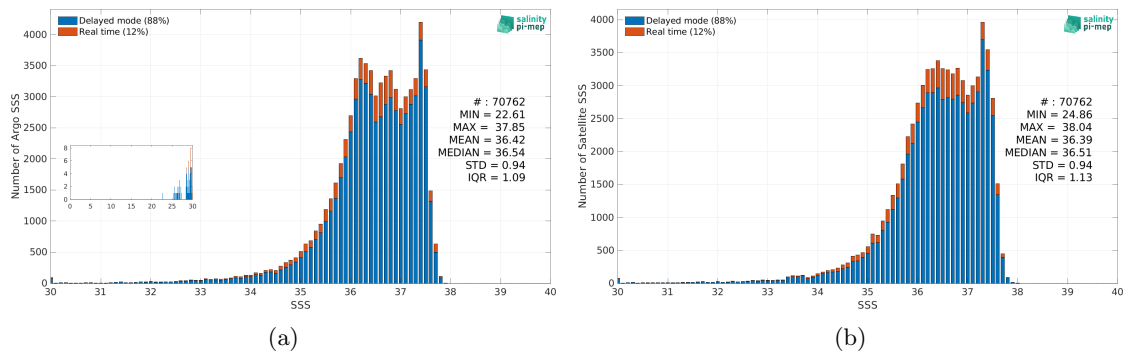 Delayed mode (88%)
Real time (12%)
salinity
pi-mep
4000
3500
3000
2500
2000
1500
1000
500
0
Number of Argo SSS
# : 70762
MIN = 22.61
MAX = 37.85
MEAN = 36.42
MEDIAN = 36.54
STD = 0.94
IQR = 1.09
8
6
4
2
0
0 5 10 15 20 25 30
30 31 32 33 34 35 36 37 38 39 40
SSS
(a)
Delayed mode (88%)
Real time (12%)
salinity
pi-mep
4000
3500
3000
2500
2000
1500
1000
500
0
Number of Satellite SSS
# : 70762
MIN = 24.86
MAX = 38.04
MEAN = 36.39
MEDIAN = 36.51
STD = 0.94
IQR = 1.13
30 31 32 33 34 35 36 37 38 39 40
SSS
(b)